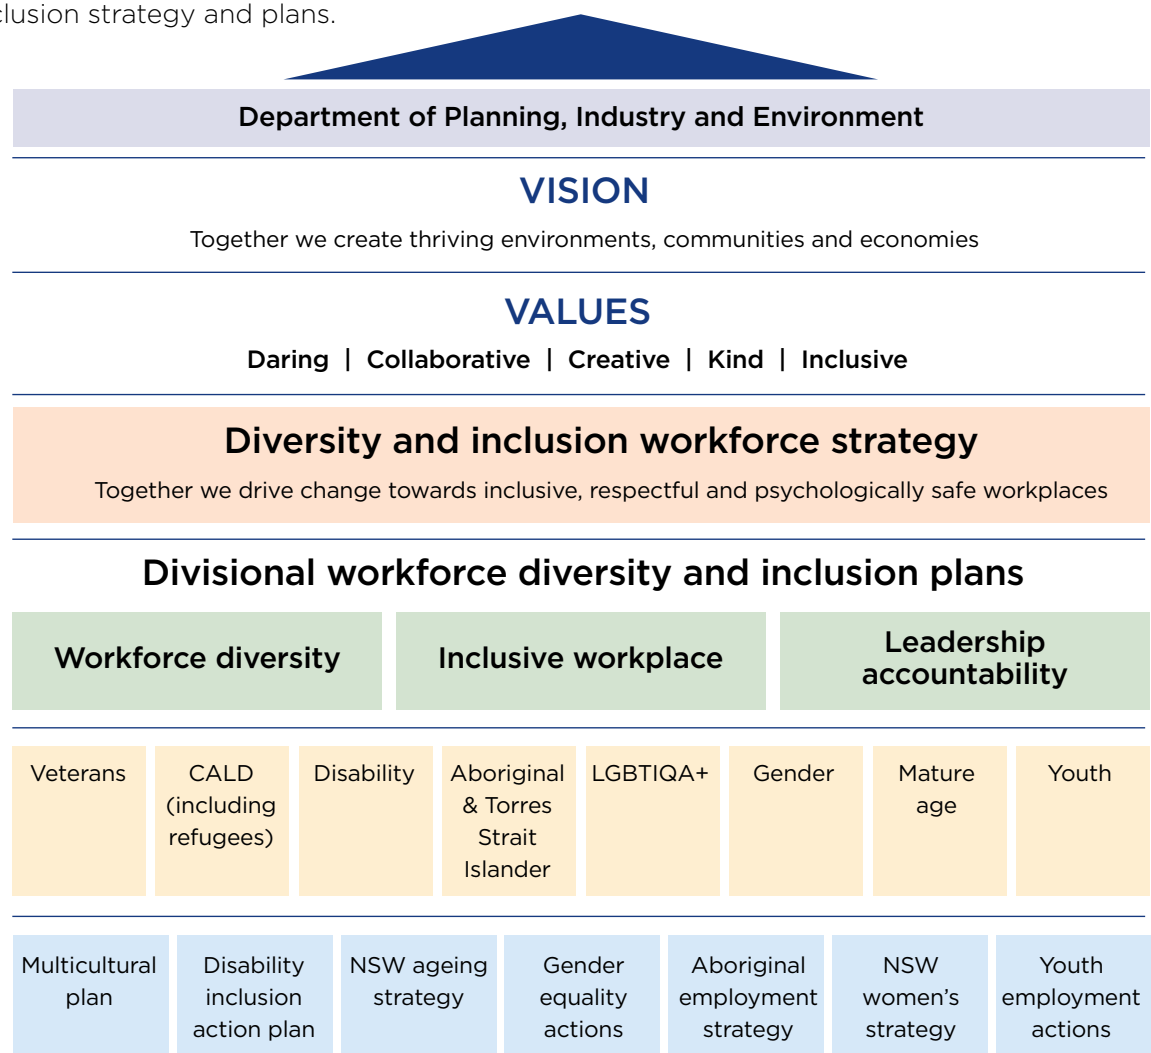 clusion strategy and plans.
Department of Planning, Industry and Environment
VISION
Together we create thriving environments, communities and economies
VALUES
Daring | Collaborative | Creative | Kind | Inclusive
Diversity and inclusion workforce strategy
Together we drive change towards inclusive, respectful and psychologically safe workplaces
Divisional workforce diversity and inclusion plans
Workforce diversity
Inclusive workplace
Leadership
accountability
Veterans
CALD
(including
refugees)
Disability
Aboriginal
& Torres
Strait
Islander
LGBTIQA+
Gender
Mature
age
Youth
Multicultural
plan
Disability
inclusion
action plan
NSW ageing
strategy
Gender
equality
actions
Aboriginal
employment
strategy
NSW
women’s
strategy
Youth
employment
actions